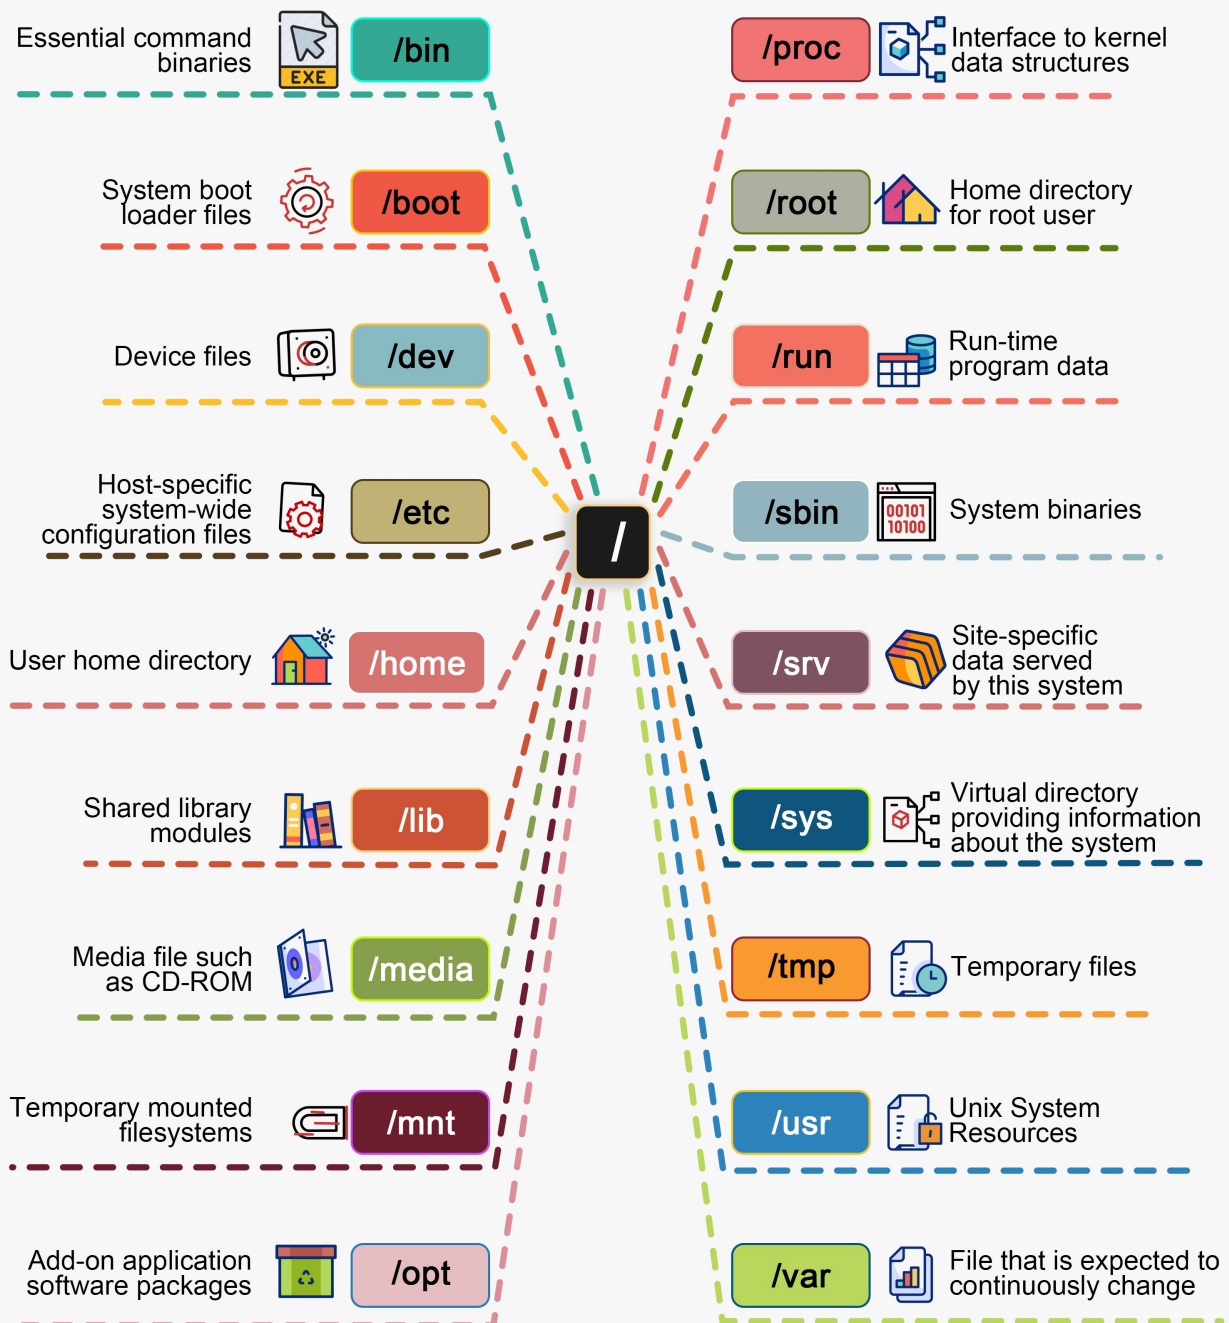 Essential command
binaries
EXE
/bin
System boot
loader files
/boot
Device files
/dev
Host-specific
system-wide
configuration files
/etc
User home directory
/home
Shared library
modules
/lib
Media file such
as CD-ROM
/media
Temporary mounted
filesystems
/mnt
Add-on application
software packages
/opt
/
/proc
Interface to kernel
data structures
/root
Home directory
for root user
/run
Run-time
program data
/sbin
00101
10100
System binaries
/srv
Site-specific
data served
by this system
/sys
Virtual directory
providing information
about the system
/tmp
Temporary files
/usr
Unix System
Resources
/var
File that is expected to
continuously change